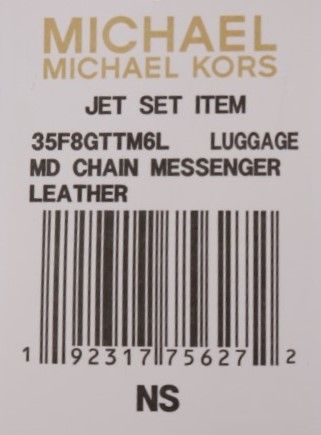 MICHAEL
MICHAEL KORS
JET SET ITEM
35F8GTTM6L LUGGAGE
MD CHAIN MESSENGER
LEATHER
1 92317 75627 2
NS